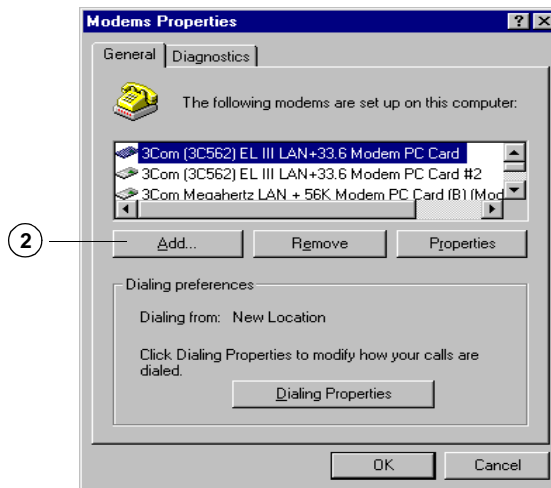 Modems Properties
General
Diagnostics
The following modems are set up on this computer:
3Com (3C562) EL III LAN+33.6 Modem PC Card
3Com (3C562) EL III LAN+33.6 Modem PC Card #2
3Com Megahertz LAN + 56K Modem PC Card (B) (Mod
2
Add...
Remove
Properties
Dialing preferences
Dialing from: New Location
Click Dialing Properties to modify how your calls are
dialed.
Dialing Properties
OK
Cancel